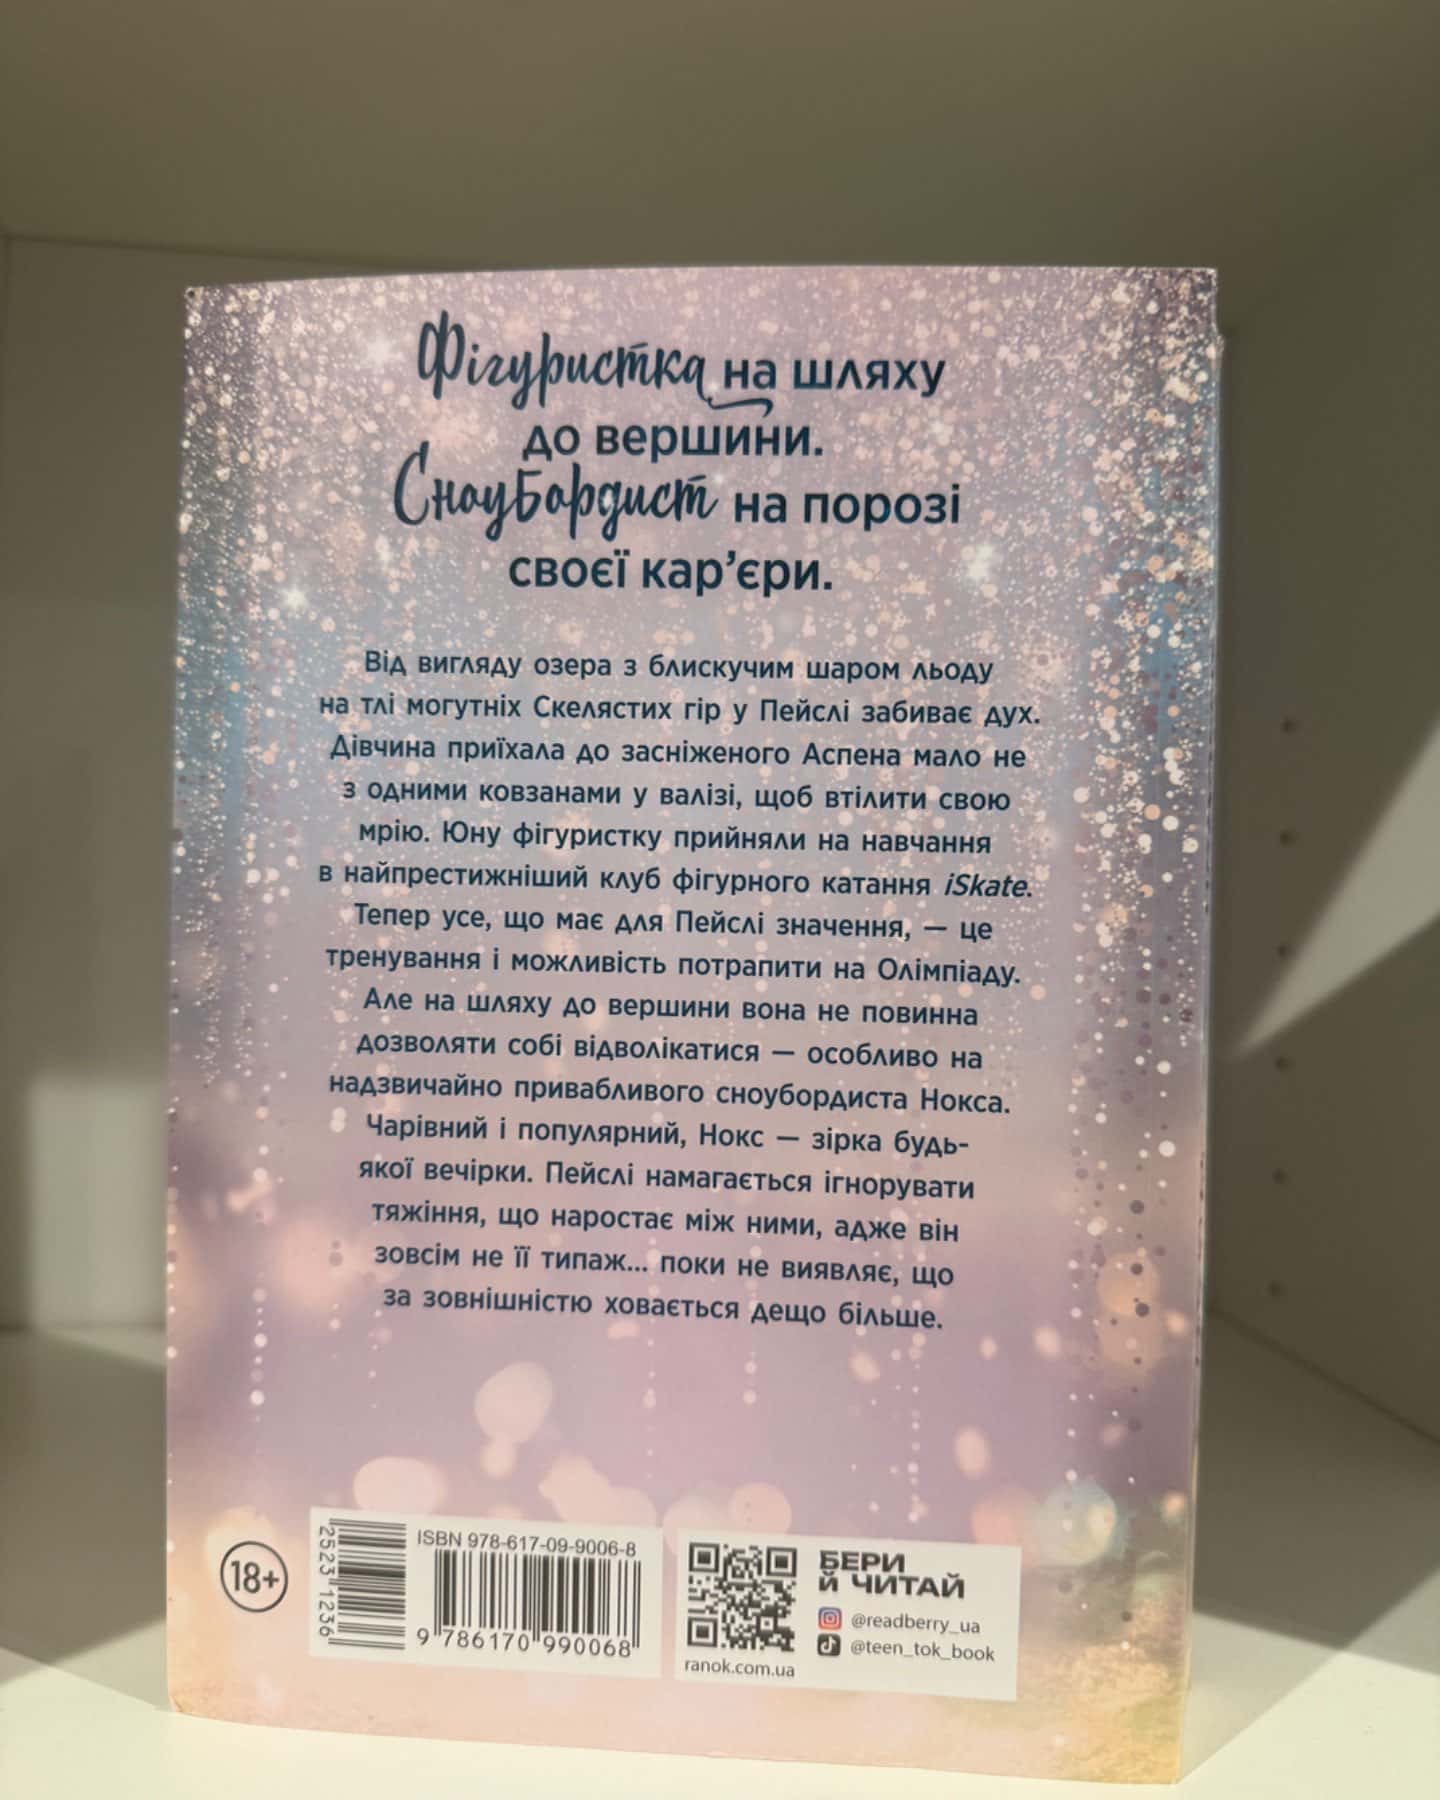 Фігуристка на шляху
до вершини.
Сноубордист на порозі
своєї кар’єри.
Від вигляду озера з блискучим шаром льоду
на тлі могутніх Скелястих гір у Пейслі забиває дух.
Дівчина приїхала до засніженого Аспена мало не
з одними ковзанами у валізі, щоб втілити свою
мрію. Юну фігуристку прийняли на навчання
в найпрестижніший клуб фігурного катання iSkate.
Тепер усе, що має для Пейслі значення, — це
тренування і можливість потрапити на Олімпіаду.
Але на шляху до вершини вона не повинна
дозволяти собі відволікатися — особливо на
надзвичайно привабливого сноубордиста Нокса.
Чарівний і популярний, Нокс — зірка будь-
якої вечірки. Пейслі намагається ігнорувати
тяжіння, що наростає між ними, адже він
зовсім не її типаж... поки не виявляє, що
за зовнішністю ховається дещо більше.
18+
2523 1236
ISBN 978-617-09-9006-8
9 786170 990068
ranok.com.ua
БЕРИ
Й ЧИТАЙ
@readberry_ua
@teen_tok_book